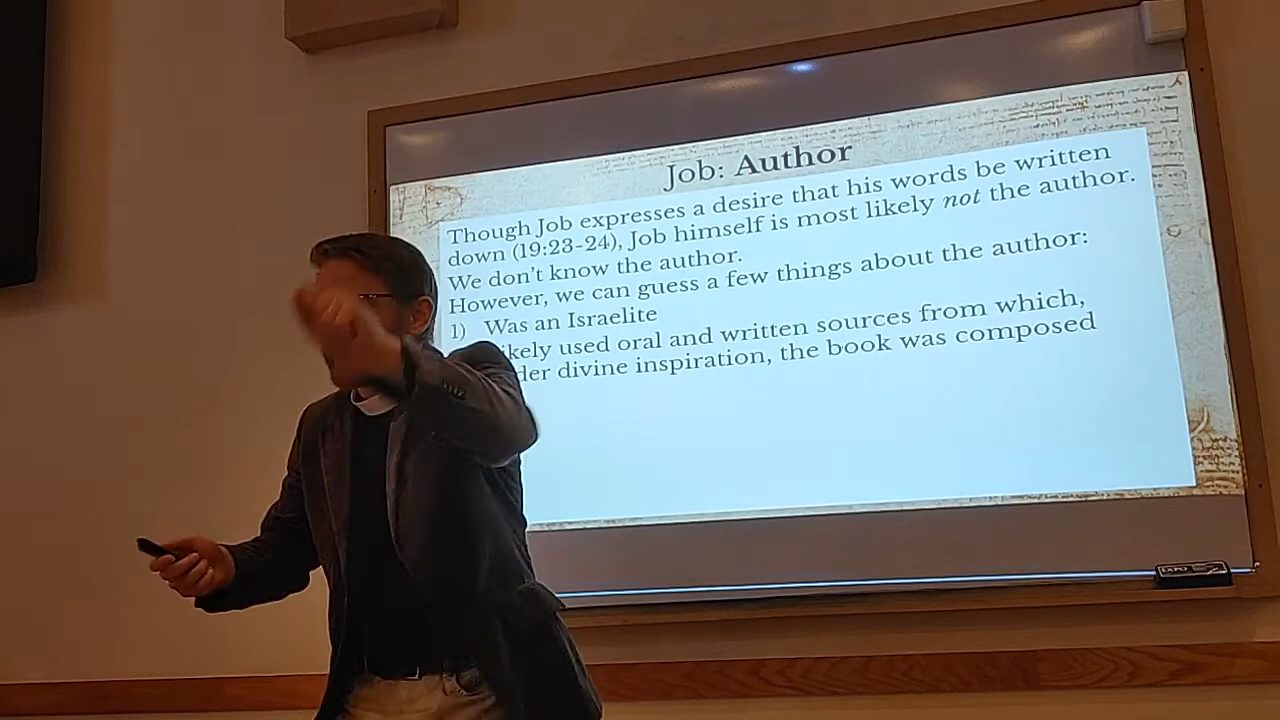 Job: Author
Though Job expresses a desire that his words be written
down (19:23-24), Job himself is most likely not the author.
We don't know the author.
However, we can guess a few things about the author:
1) Was an Israelite
used oral and written sources from which,
divine inspiration, the book was composed
EXPO